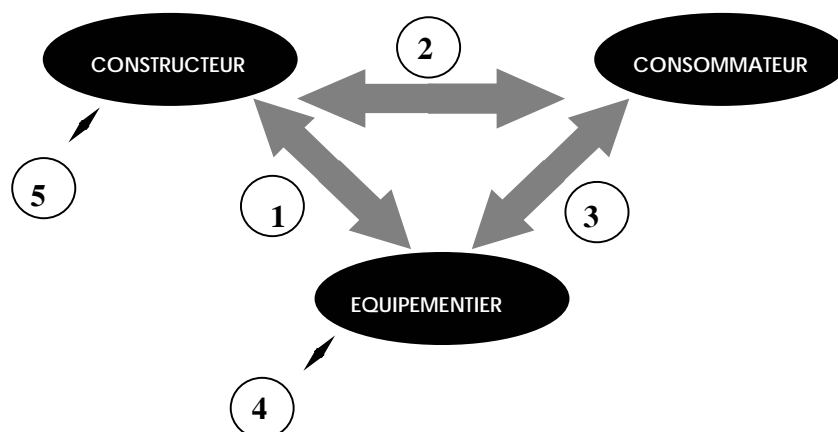 2
CONSTRUCTEUR
CONSOMMATEUR
5
1
3
EQUIPEMENTIER
4